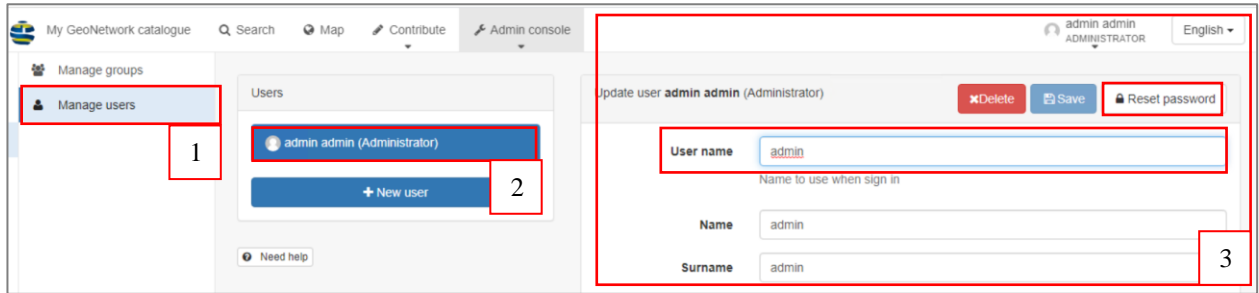 My GeoNetwork catalogue Search Map Contribute Admin console admin admin ADMINISTRATOR English
Manage groups
Manage users
1
Users
admin admin (Administrator)
+ New user
2
Need help
Update user admin admin (Administrator) Delete Save Reset password
User name admin
Name to use when sign in
Name admin
Surname admin
3